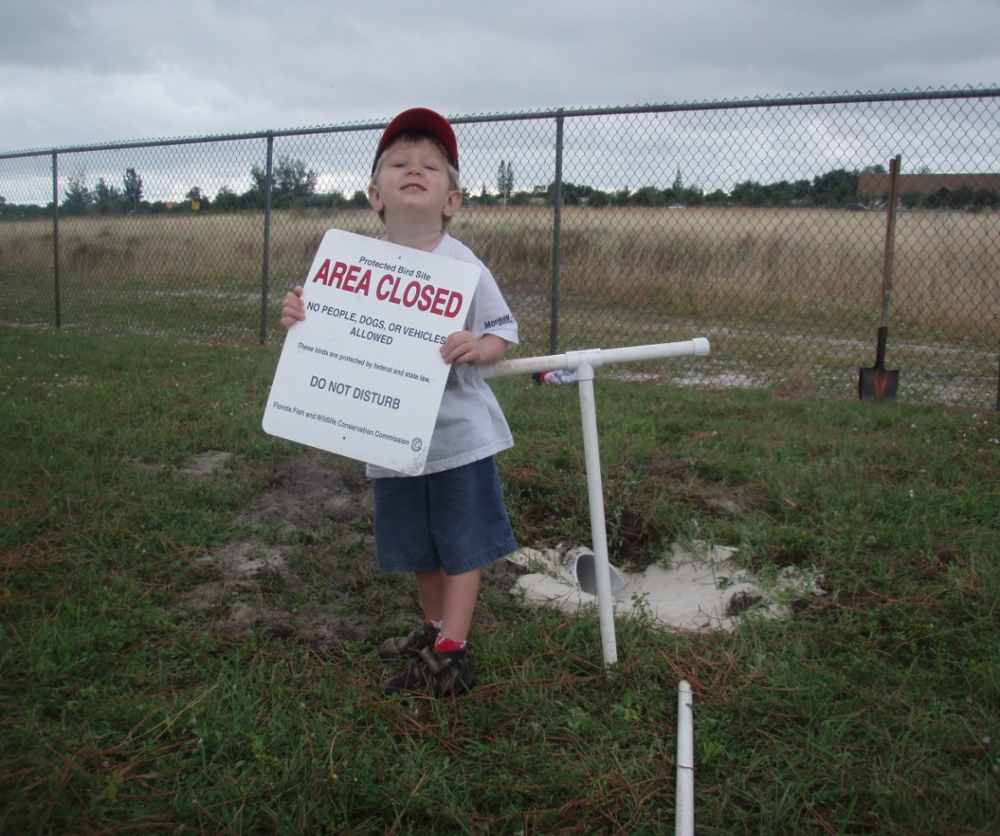 Protected Bird Site
AREA CLOSED
NO PEOPLE, DOGS, OR VEHICLES
ALLOWED
These birds are protected by federal and state law.
DO NOT DISTURB
Florida Fish and Wildlife Conservation Commission
Monkey